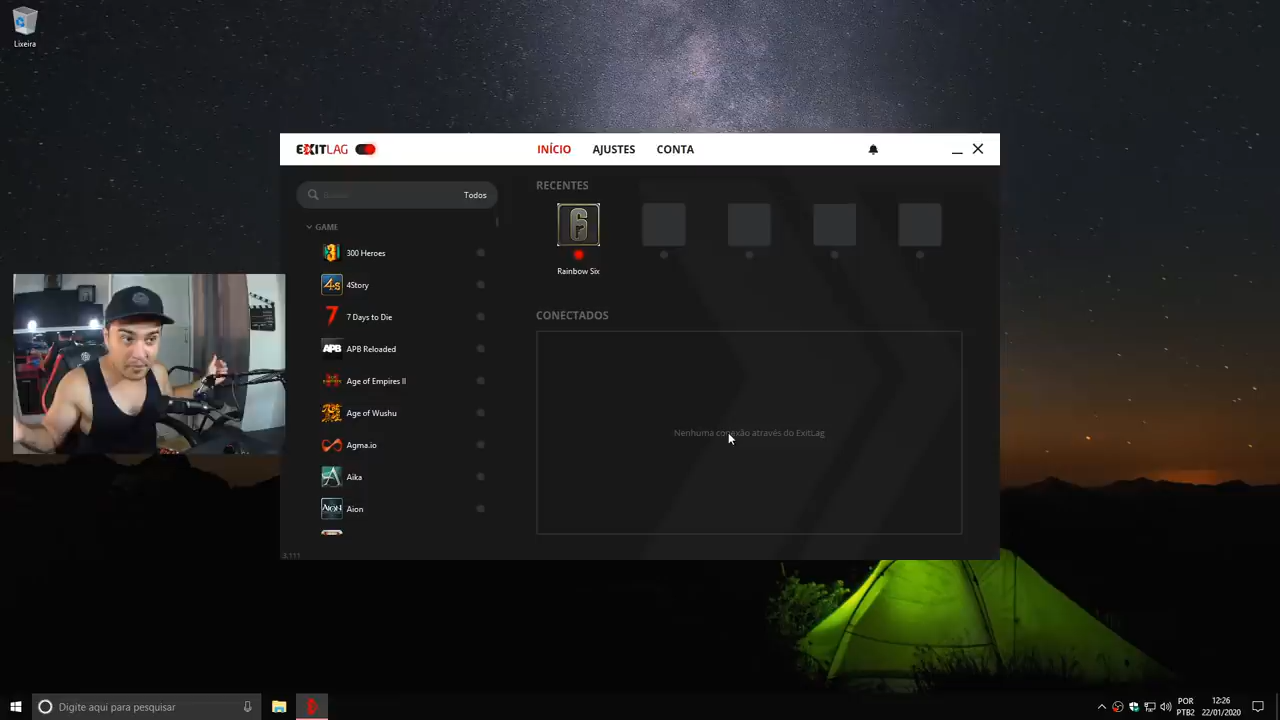 Lixeira
EXITLAG
INÍCIO
AJUSTES
CONTA
Todos
GAME
300 Heroes
4Story
7 Days to Die
APB Reloaded
Age of Empires II
Age of Wushu
Agma.io
Aika
Aion
3.111
RECENTES
Rainbow Six
CONECTADOS
Nenhuma conexão através do ExitLag
Digite aqui para pesquisar
POR
PTB2
12:26
22/01/2020